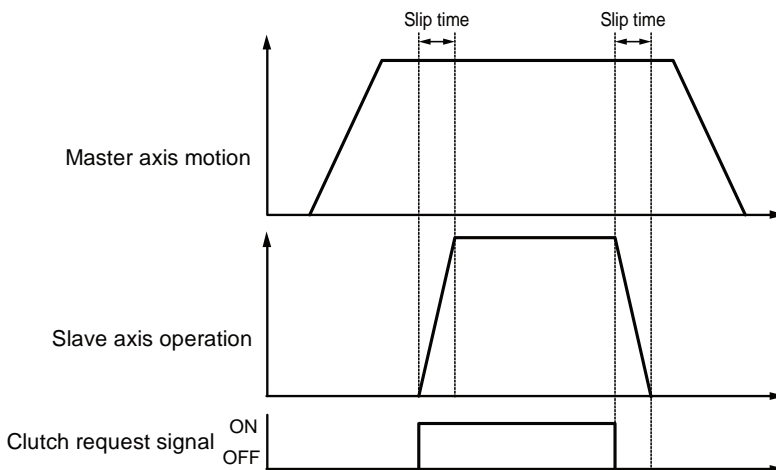 Slip time Slip time
Master axis motion
Slave axis operation
Clutch request signal
ON
OFF